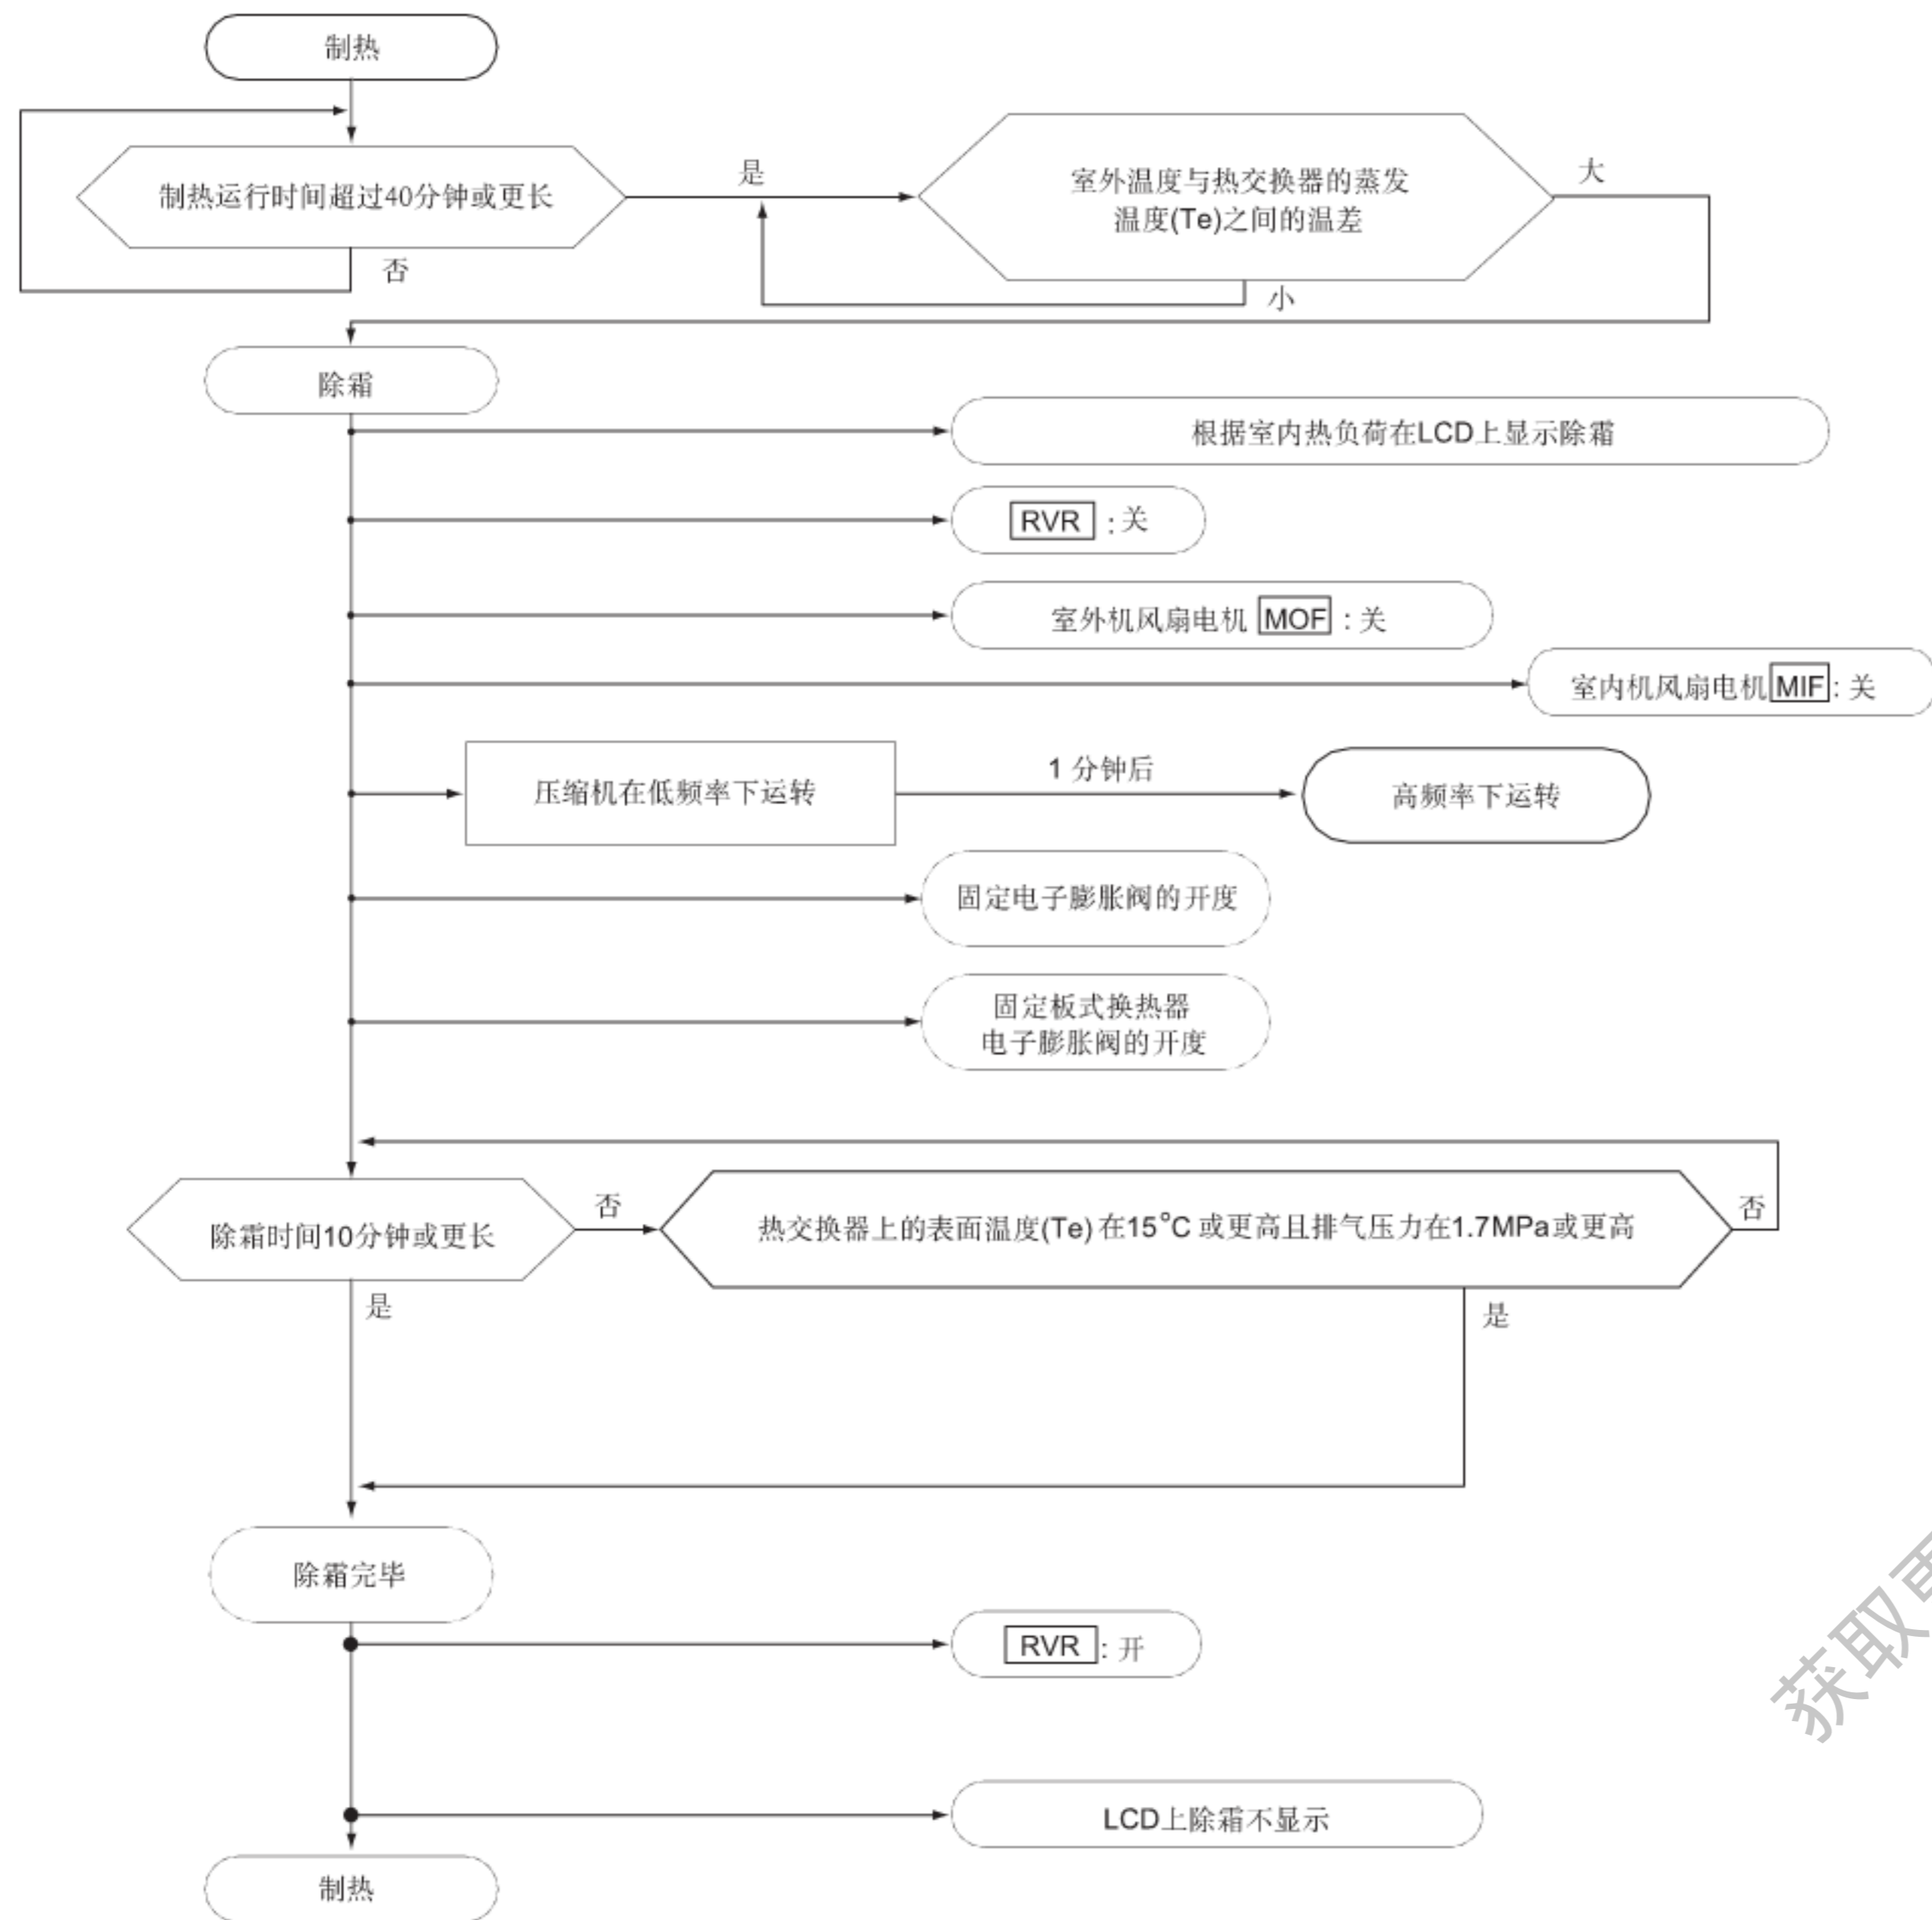 制热
制热运行时间超过40分钟或更长
是
室外温度与热交换器的蒸发
温度(Te)之间的温差
大
否
小
除霜
根据室内热负荷在LCD上显示除霜
RVR :关
室外机风扇电机 MOF :关
室内机风扇电机 MIF: 关
压缩机在低频率下运转
1 分钟后
高频率下运转
固定电子膨胀阀的开度
固定板式换热器
电子膨胀阀的开度
除霜时间10分钟或更长
否
热交换器上的表面温度(Te) 在15°C 或更高且排气压力在1.7MPa或更高
否
是
是
除霜完毕
RVR : 开
LCD上除霜不显示
制热
获取